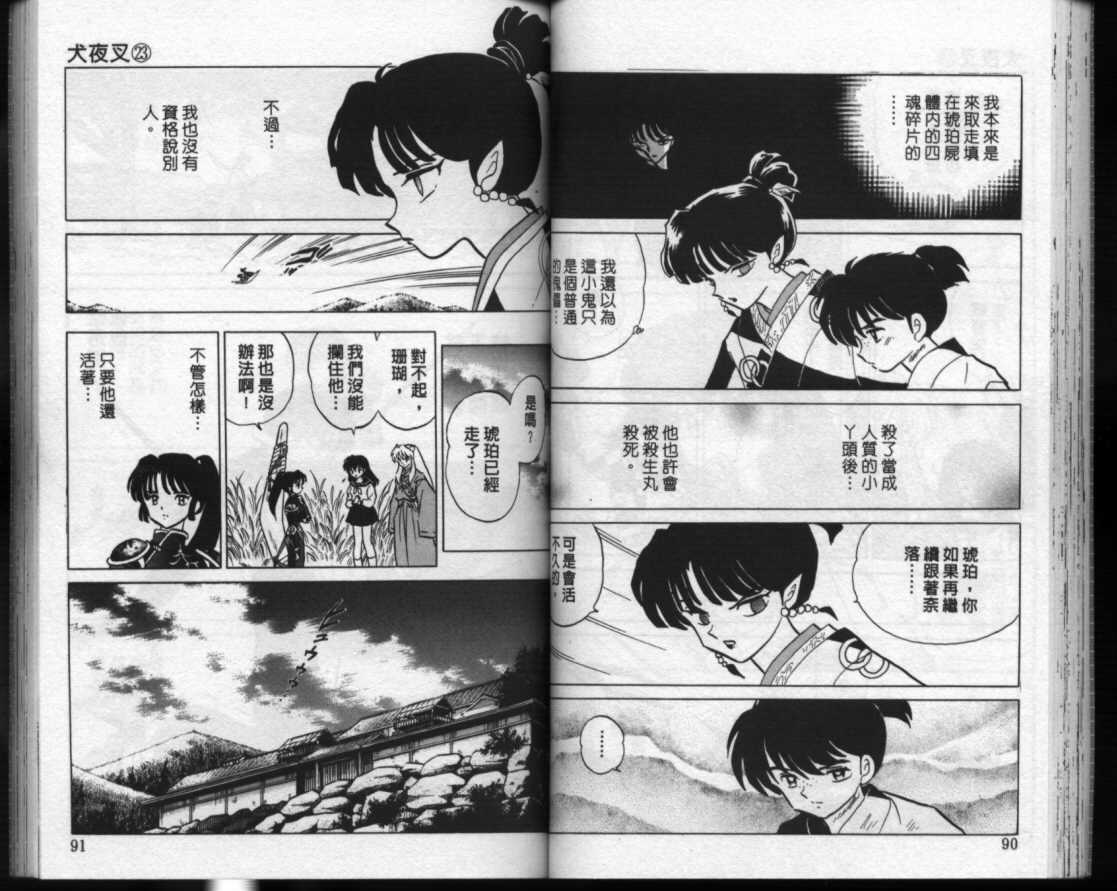 我本來是
來取走填
在琥珀屍
體內的四
魂碎片的
……
我還以為
這小鬼只
是個普通
的傀儡…
殺了當成
人質的小
丫頭後…
他也許會
被殺生丸
殺死。
琥珀，你
如果再繼
續跟著奈
落……
可是會活
不久的。
……
90
犬夜叉㉓
不過…
我也沒有
資格說別
人。
是嗎？
琥珀已經
走了…
對不起，
珊瑚，
我們沒能
攔住他…
那也是沒
辦法啊！
不管怎樣…
只要他還
活著…
91